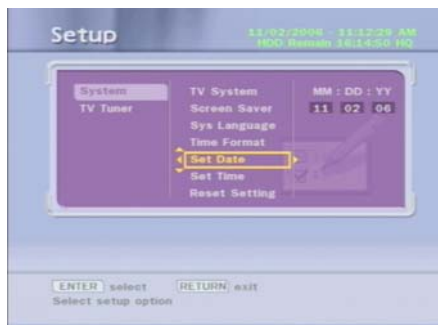 Setup
11/02/2006 - 11:12:29 AM
HDD Remain 16:14:50 HQ
System
TV Tuner
TV System
Screen Saver
Sys Language
Time Format
Set Date
Set Time
Reset Setting
MM : DD : YY
11 02 06
ENTER select RETURN exit
Select setup option